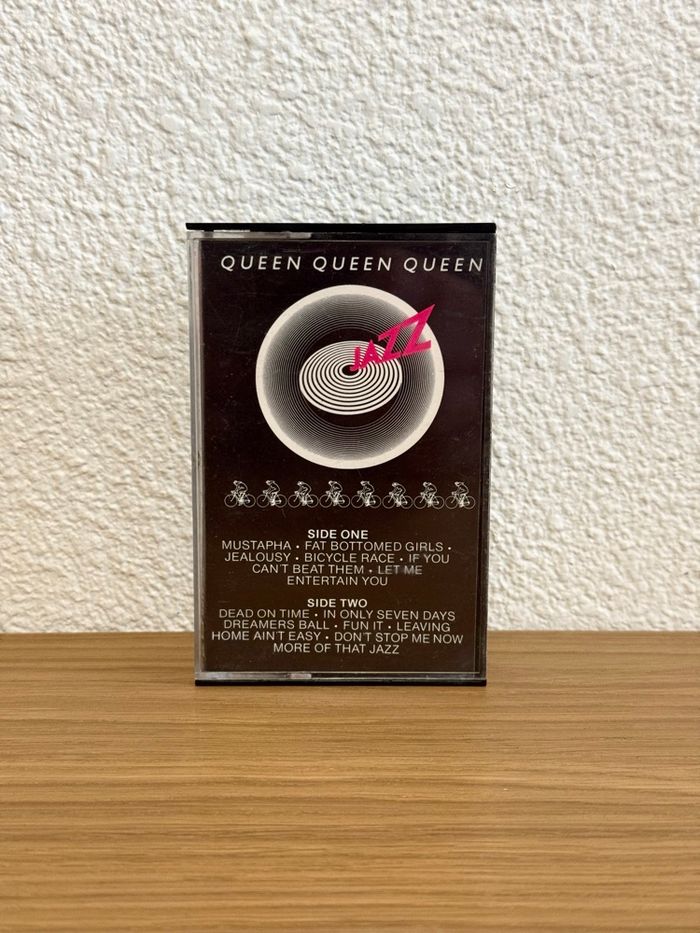 QUEEN QUEEN QUEEN
JAZZ
SIDE ONE
MUSTAPHA • FAT BOTTOMED GIRLS •
JEALOUSY • BICYCLE RACE • IF YOU
CAN'T BEAT THEM • LET ME
ENTERTAIN YOU
SIDE TWO
DEAD ON TIME • IN ONLY SEVEN DAYS
DREAMERS BALL • FUN IT • LEAVING
HOME AIN'T EASY • DON'T STOP ME NOW
MORE OF THAT JAZZ